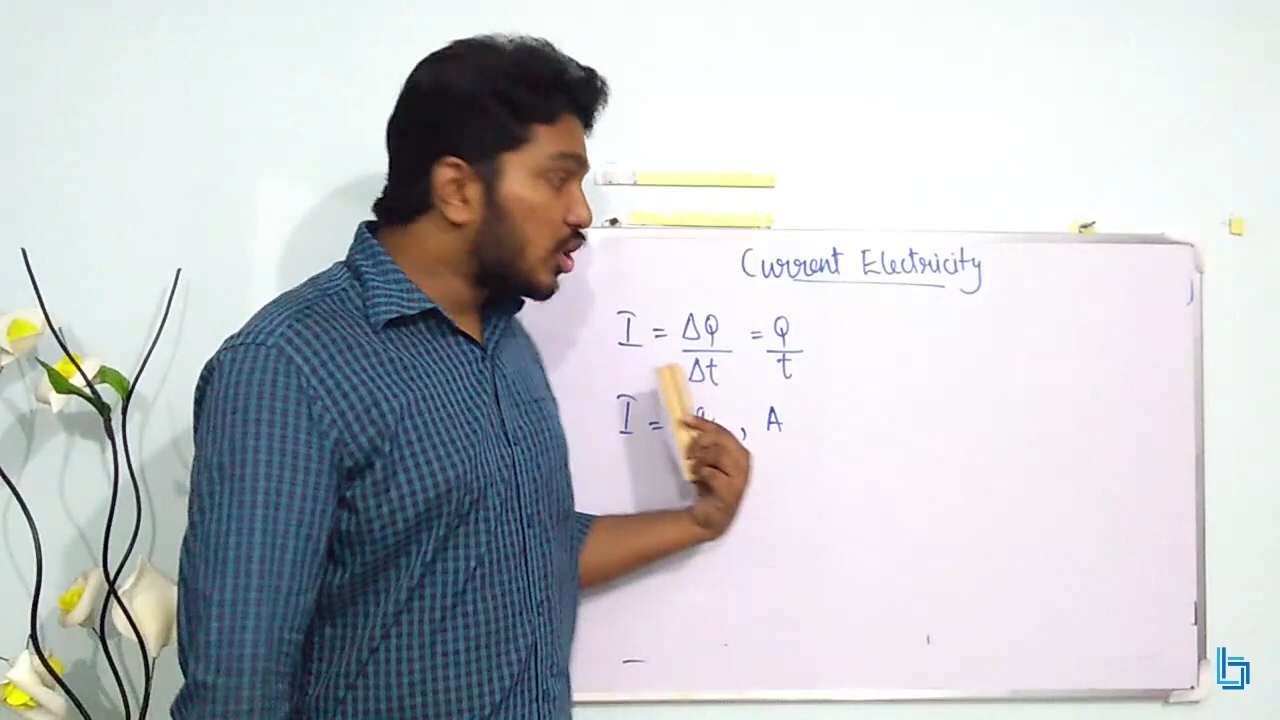 Current Electricity
I = ΔQ/Δt = Q/t
I = , A